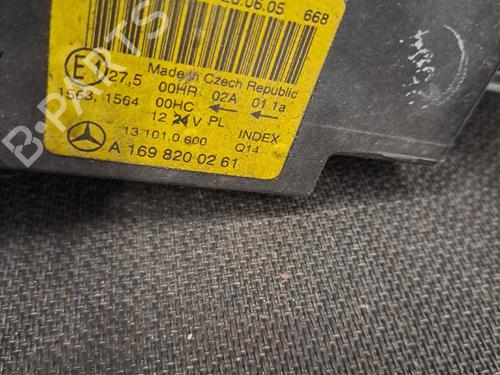 .06.05 668
Made in Czech Republic
E1 27,5 00HR 02A 01.1a
1563, 1564 00HC ← ←
12 24 V PL
13 101.0.600 INDEX
A 169 820 02 61 Q14
B-PARTS